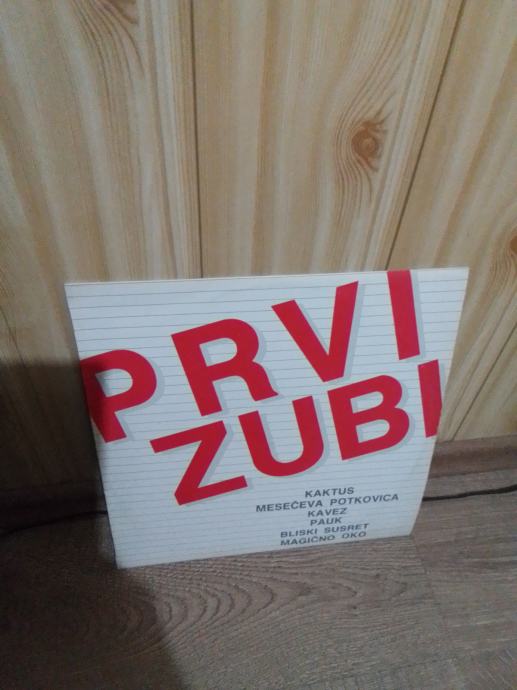 PRVI
ZUBI
KAKTUS
MESEČEVA POTKOVICA
KAVEZ
PAUK
BLISKI SUSRET
MAGIČNO OKO